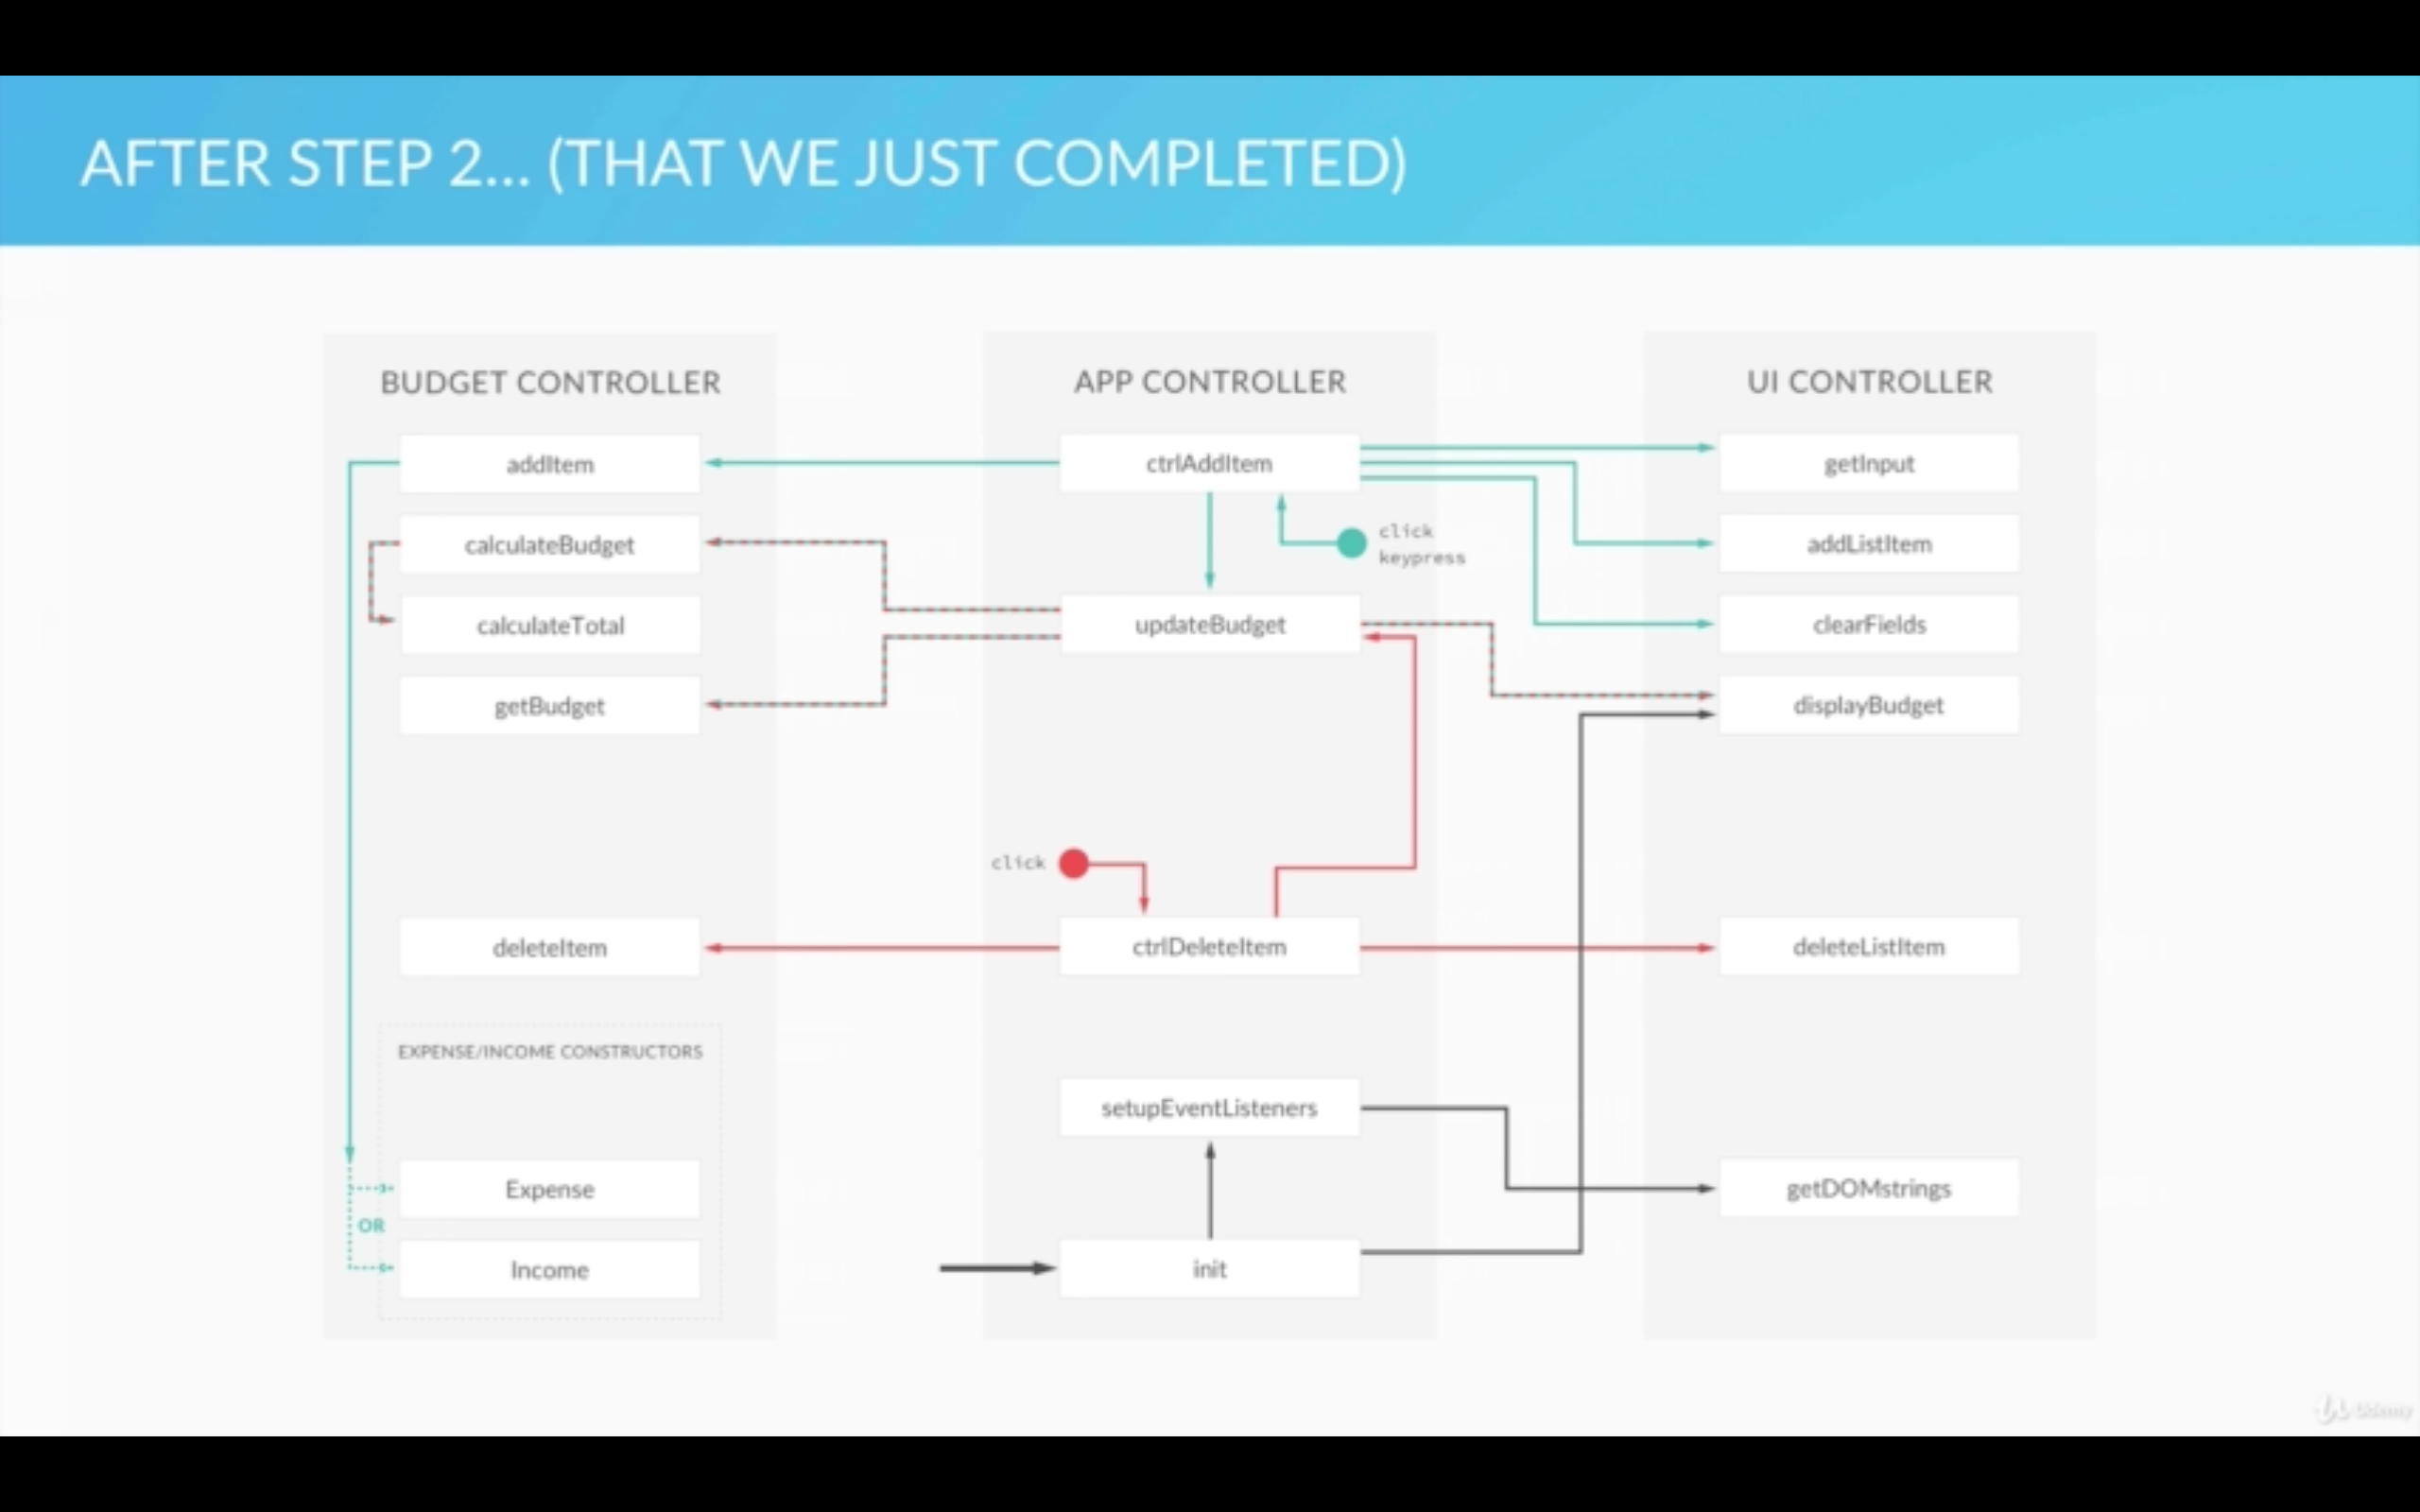 AFTER STEP 2... (THAT WE JUST COMPLETED)
BUDGET CONTROLLER
addItem
calculateBudget
calculateTotal
getBudget
deleteItem
EXPENSE/INCOME CONSTRUCTORS
Expense
OR
Income
APP CONTROLLER
ctrlAddItem
click
keypress
updateBudget
click
ctrlDeleteItem
setupEventListeners
init
UI CONTROLLER
getInput
addListItem
clearFields
displayBudget
deleteListItem
getDOMstrings
Udemy